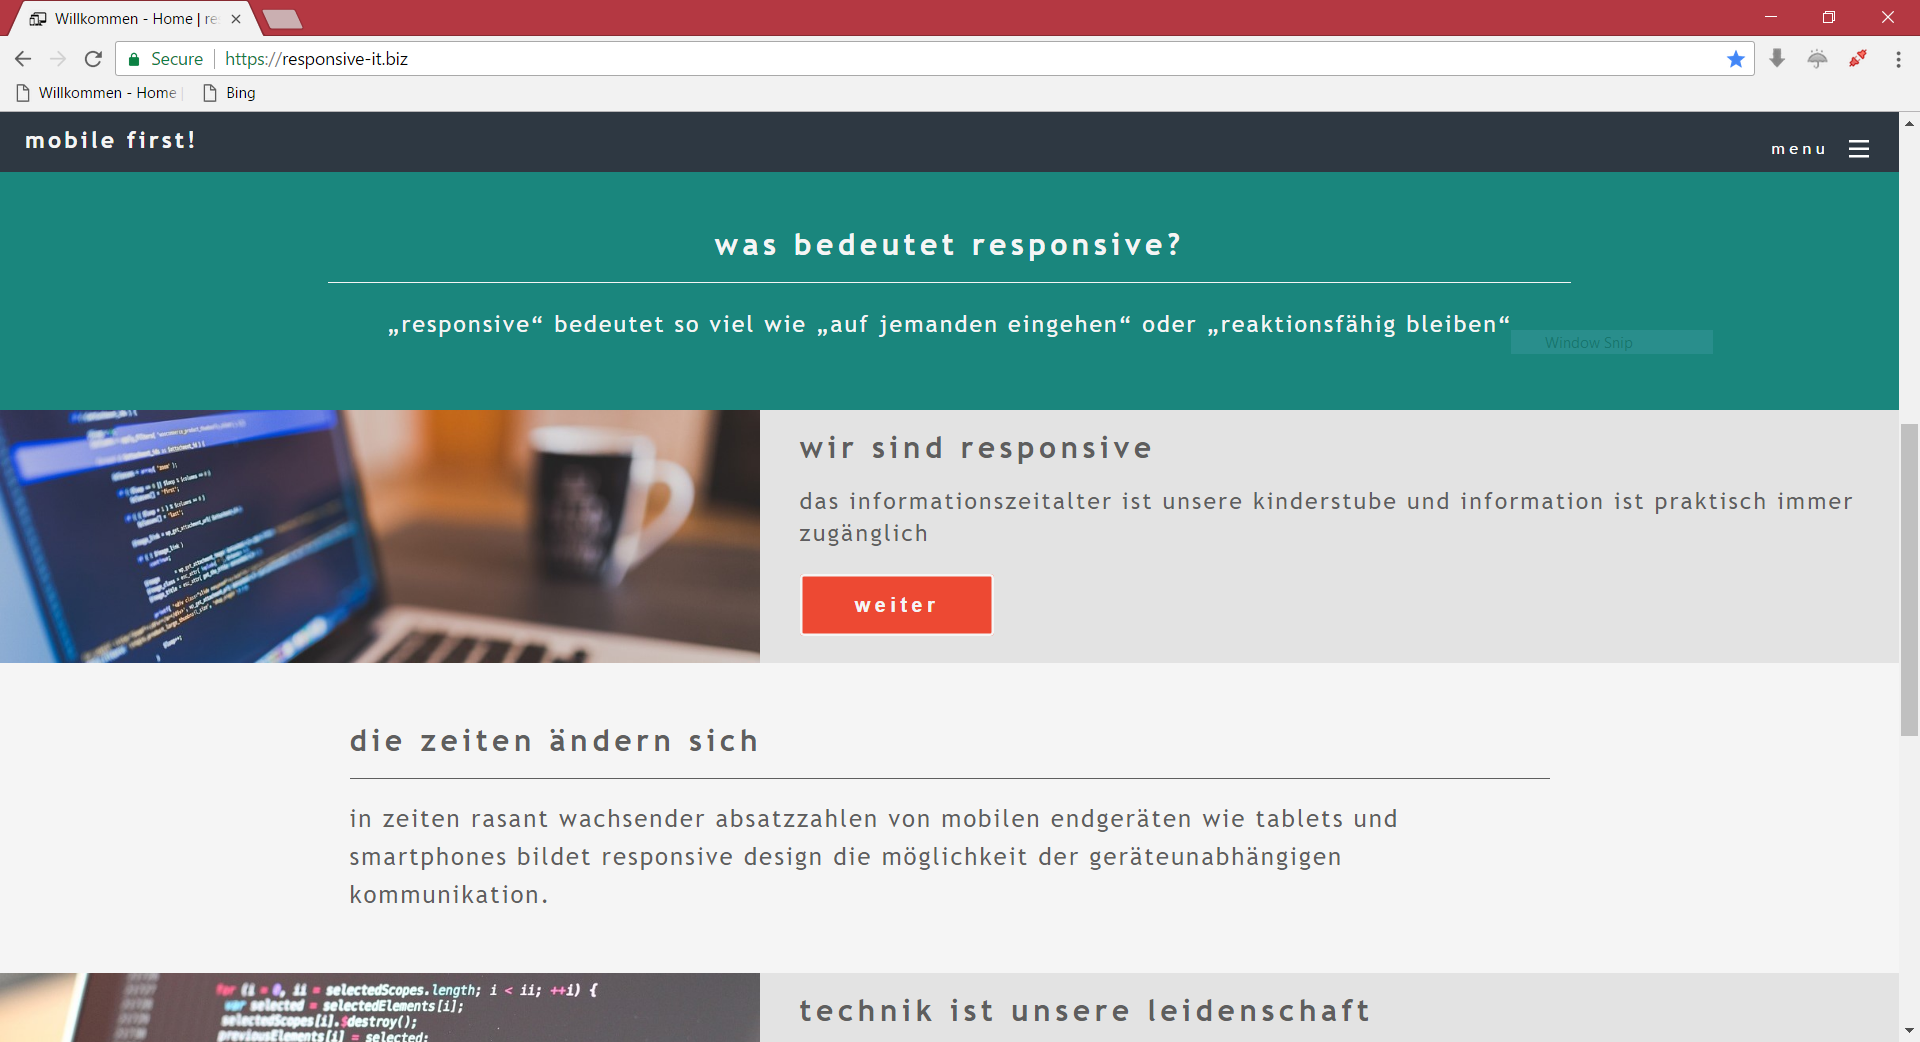 Willkommen - Home | re
Secure
https://responsive-it.biz
Willkommen - Home
Bing
mobile first!
menu
was bedeutet responsive?
„responsive“ bedeutet so viel wie „auf jemanden eingehen“ oder „reaktionsfähig bleiben“
Window Snip
wir sind responsive
das informationszeitalter ist unsere kinderstube und information ist praktisch immer
zugänglich
weiter
die zeiten ändern sich
in zeiten rasant wachsender absatzzahlen von mobilen endgeräten wie tablets und
smartphones bildet responsive design die möglichkeit der geräteunabhängigen
kommunikation.
for (i = 0, ii = selectedScopes.length; i < ii; ++i) {
var selected = selectedElements[i];
selectedScopes[i].$destroy();
previousElements[i] = selected;
technik ist unsere leidenschaft